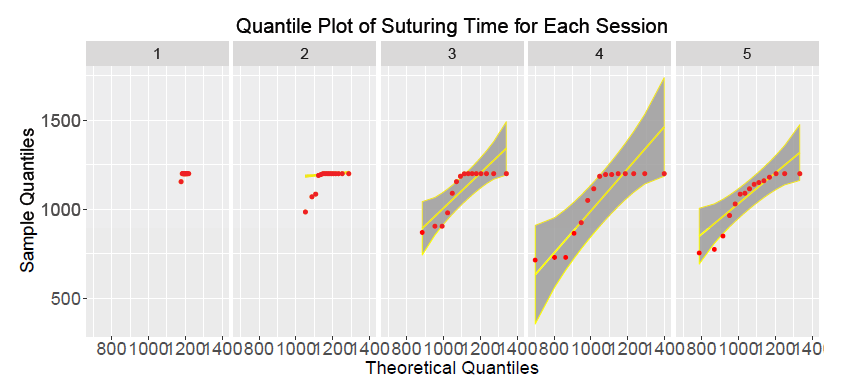 Quantile Plot of Suturing Time for Each Session
1 2 3 4 5
1500
1000
500
Sample Quantiles
800 1000 1200 1400 800 1000 1200 1400 800 1000 1200 1400 800 1000 1200 1400 800 1000 1200 140
Theoretical Quantiles